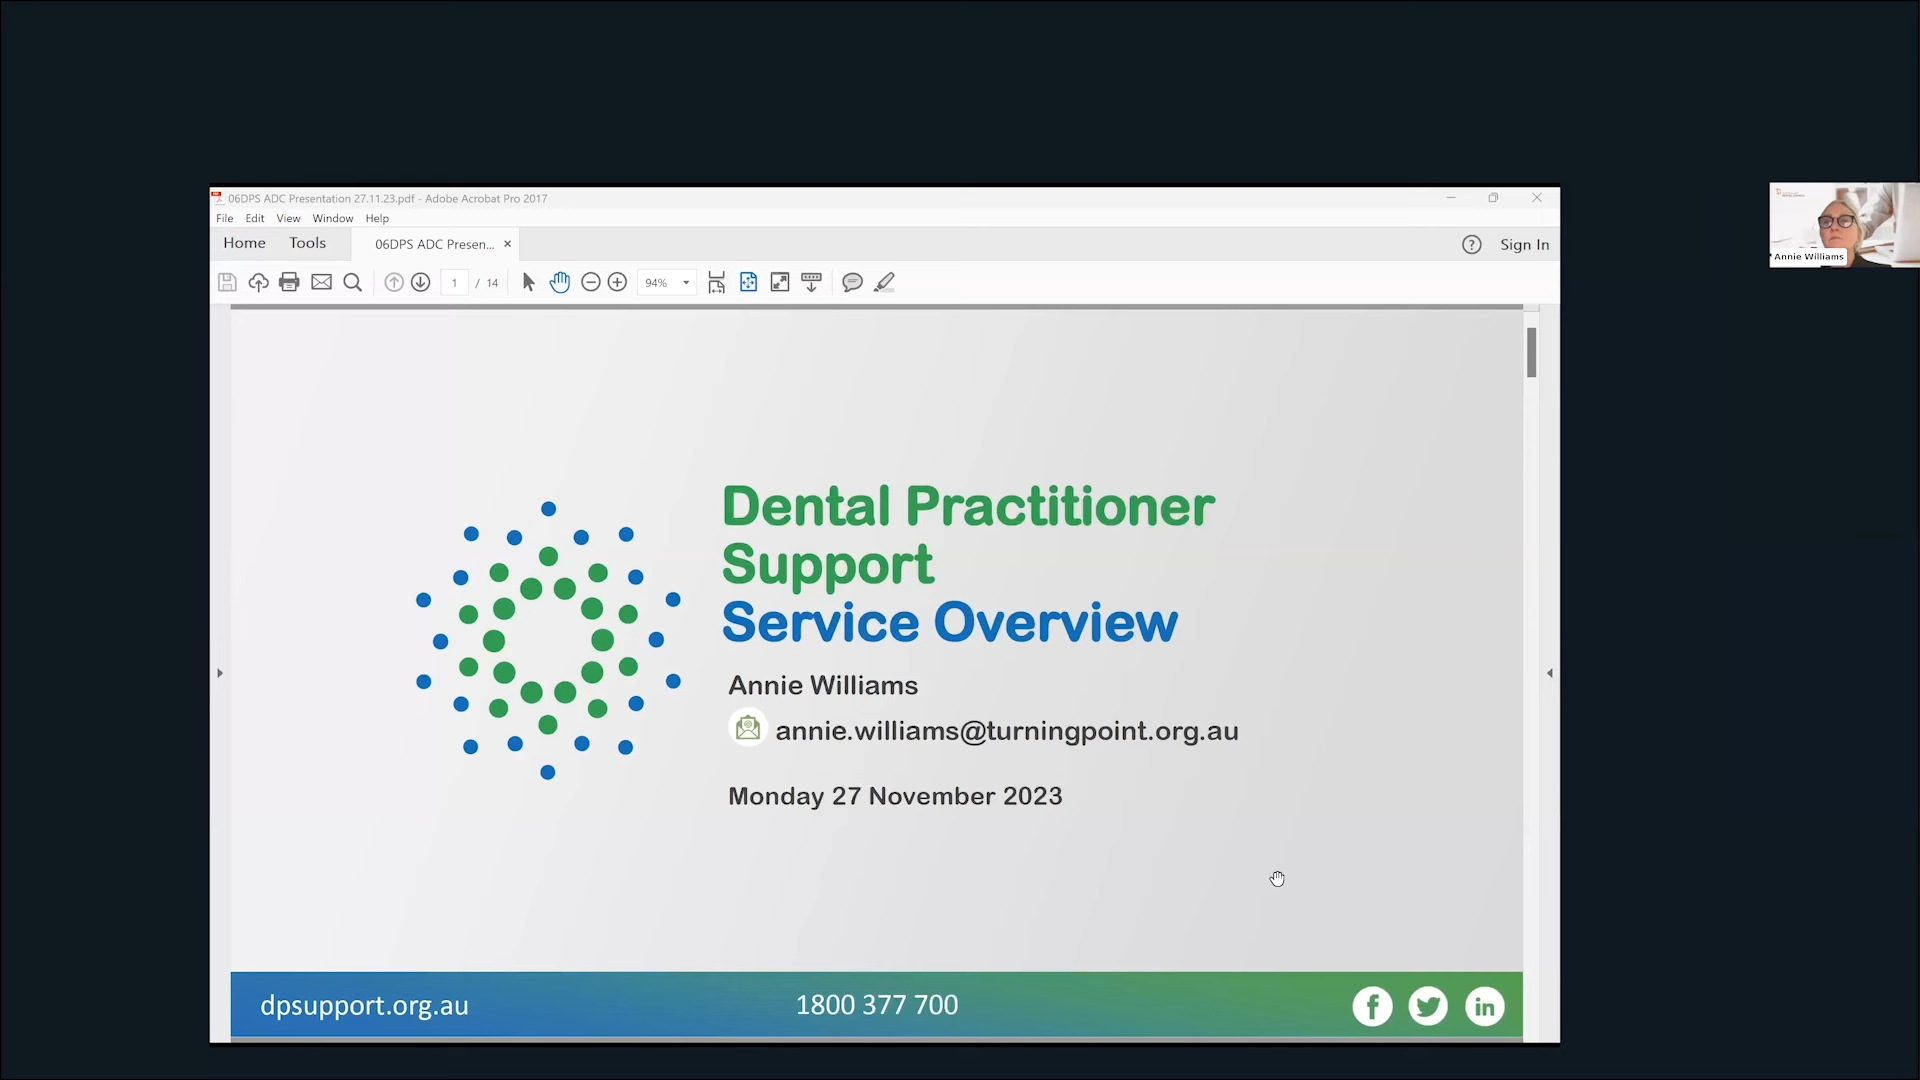 06DPS ADC Presentation 27.11.23.pdf - Adobe Acrobat Pro 2017
File Edit View Window Help
Home Tools 06DPS ADC Presen... × Sign In
1 / 14 94%
Dental Practitioner
Support
Service Overview
Annie Williams
annie.williams@turningpoint.org.au
Monday 27 November 2023
dpsupport.org.au 1800 377 700
Annie Williams